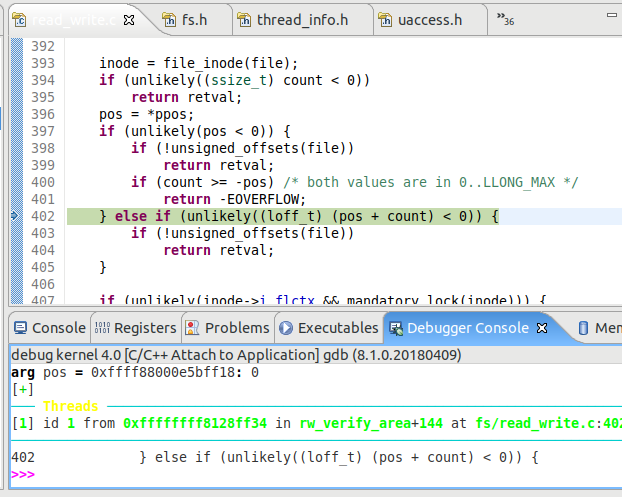 read_write.c fs.h thread_info.h uaccess.h »36
392
393 inode = file_inode(file);
394 if (unlikely((ssize_t) count < 0))
395 return retval;
396 pos = *ppos;
397 if (unlikely(pos < 0)) {
398 if (!unsigned_offsets(file))
399 return retval;
400 if (count >= -pos) /* both values are in 0..LLONG_MAX */
401 return -EOVERFLOW;
402 } else if (unlikely((loff_t) (pos + count) < 0)) {
403 if (!unsigned_offsets(file))
404 return retval;
405 }
406
407 if (unlikely(inode->i_flctx && mandatory_lock(inode))) {
Console Registers Problems Executables Debugger Console Mem
debug kernel 4.0 [C/C++ Attach to Application] gdb (8.1.0.20180409)
arg pos = 0xffff88000e5bff18: 0
[+]
Threads
[1] id 1 from 0xffffffff8128ff34 in rw_verify_area+144 at fs/read_write.c:402
402 } else if (unlikely((loff_t) (pos + count) < 0)) {
>>>